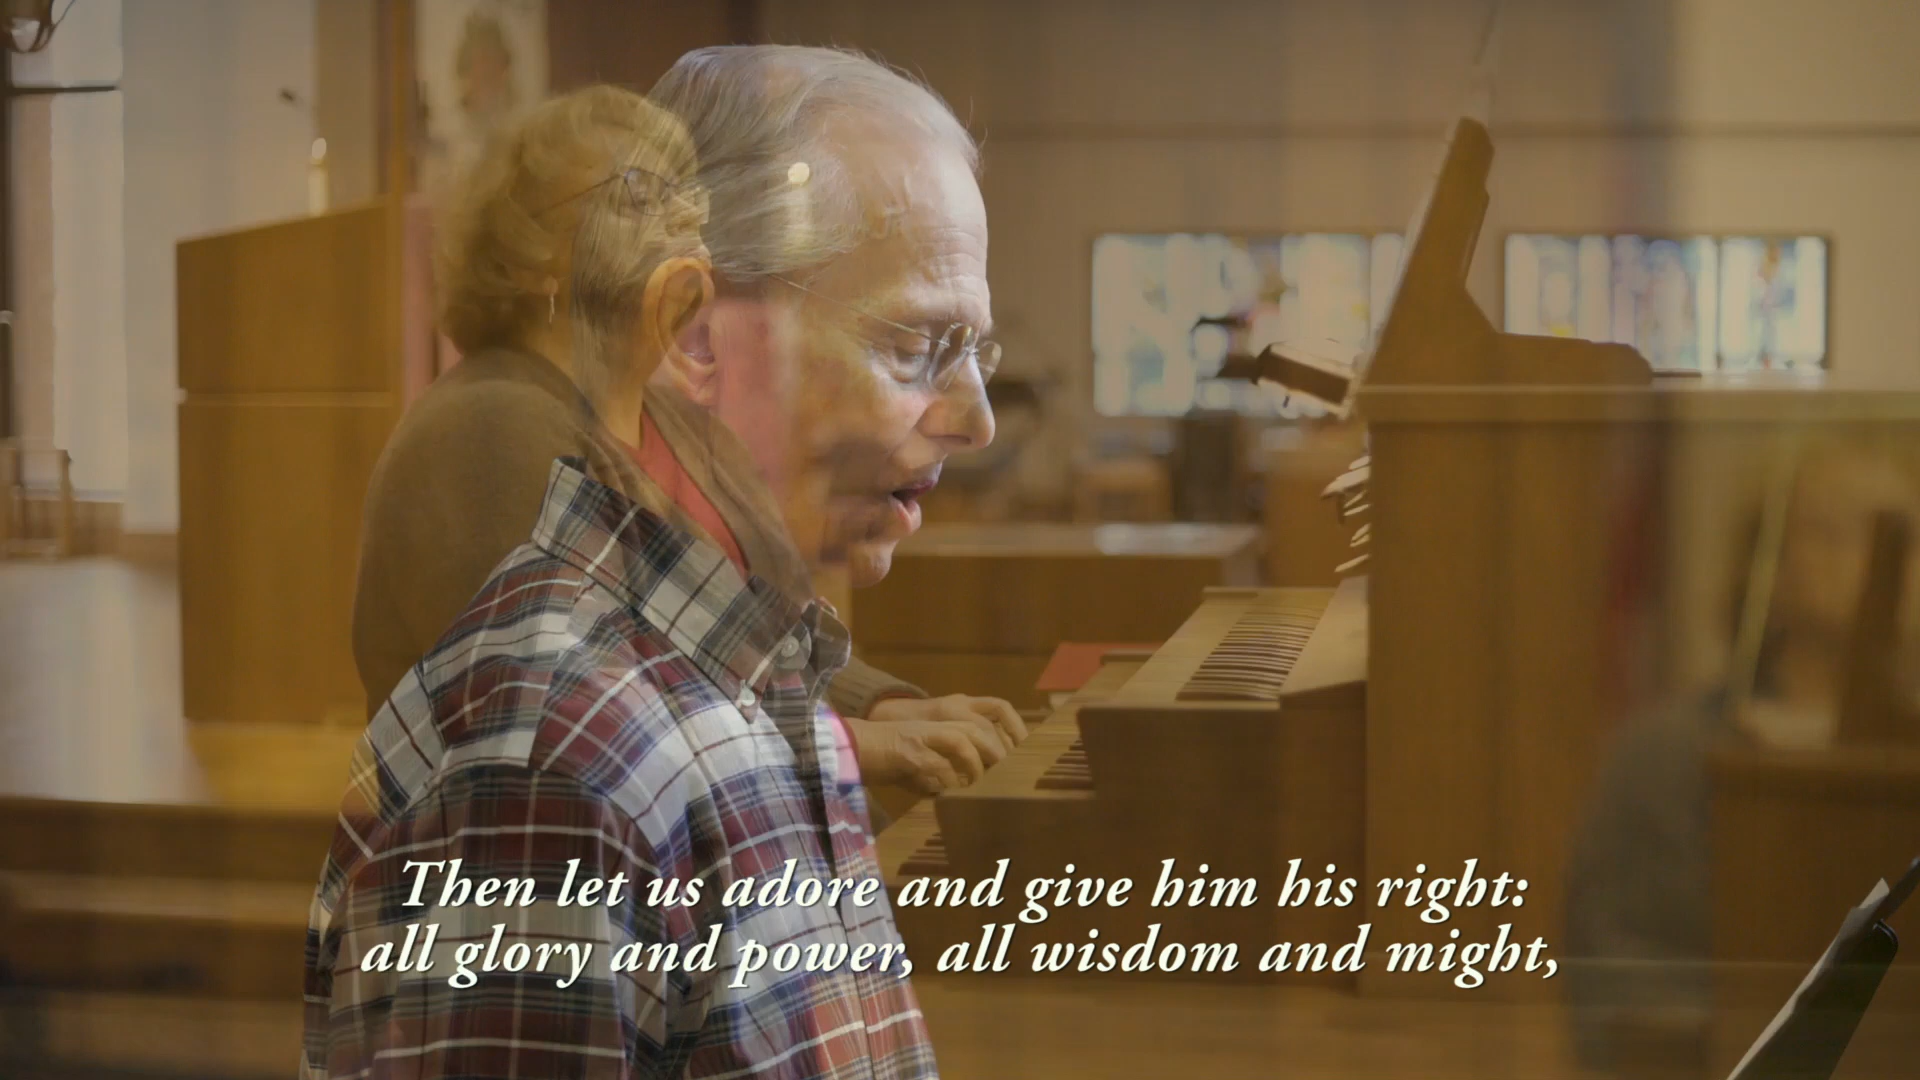 Then let us adore and give him his right:
all glory and power, all wisdom and might,